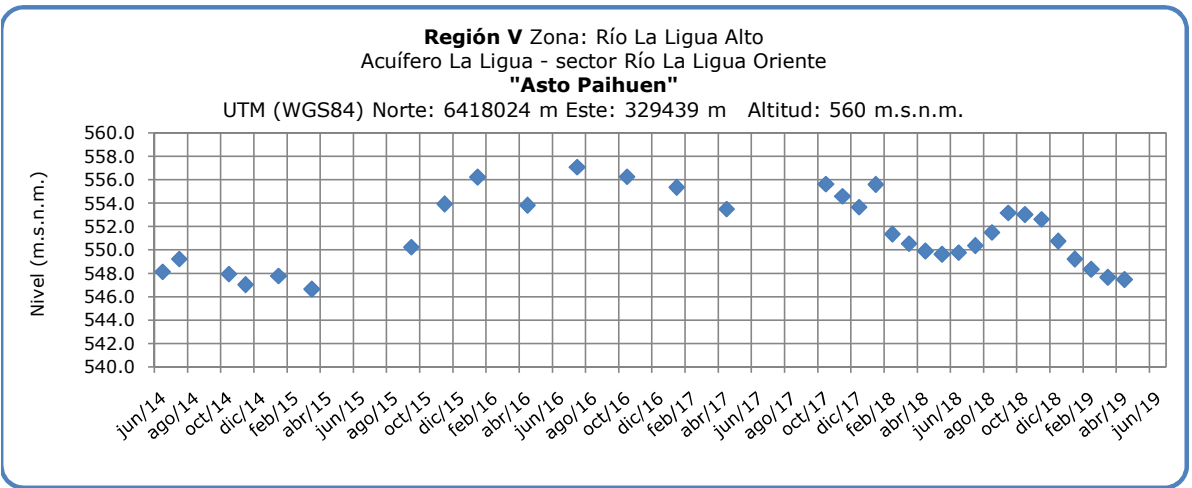 Región V Zona: Río La Ligua Alto
Acuífero La Ligua - sector Río La Ligua Oriente
"Asto Paihuen"
UTM (WGS84) Norte: 6418024 m Este: 329439 m Altitud: 560 m.s.n.m.
Nivel (m.s.n.m.)
560.0
558.0
556.0
554.0
552.0
550.0
548.0
546.0
544.0
542.0
540.0
jun/14
ago/14
oct/14
dic/14
feb/15
abr/15
jun/15
ago/15
oct/15
dic/15
feb/16
abr/16
jun/16
ago/16
oct/16
dic/16
feb/17
abr/17
jun/17
ago/17
oct/17
dic/17
feb/18
abr/18
jun/18
ago/18
oct/18
dic/18
feb/19
abr/19
jun/19